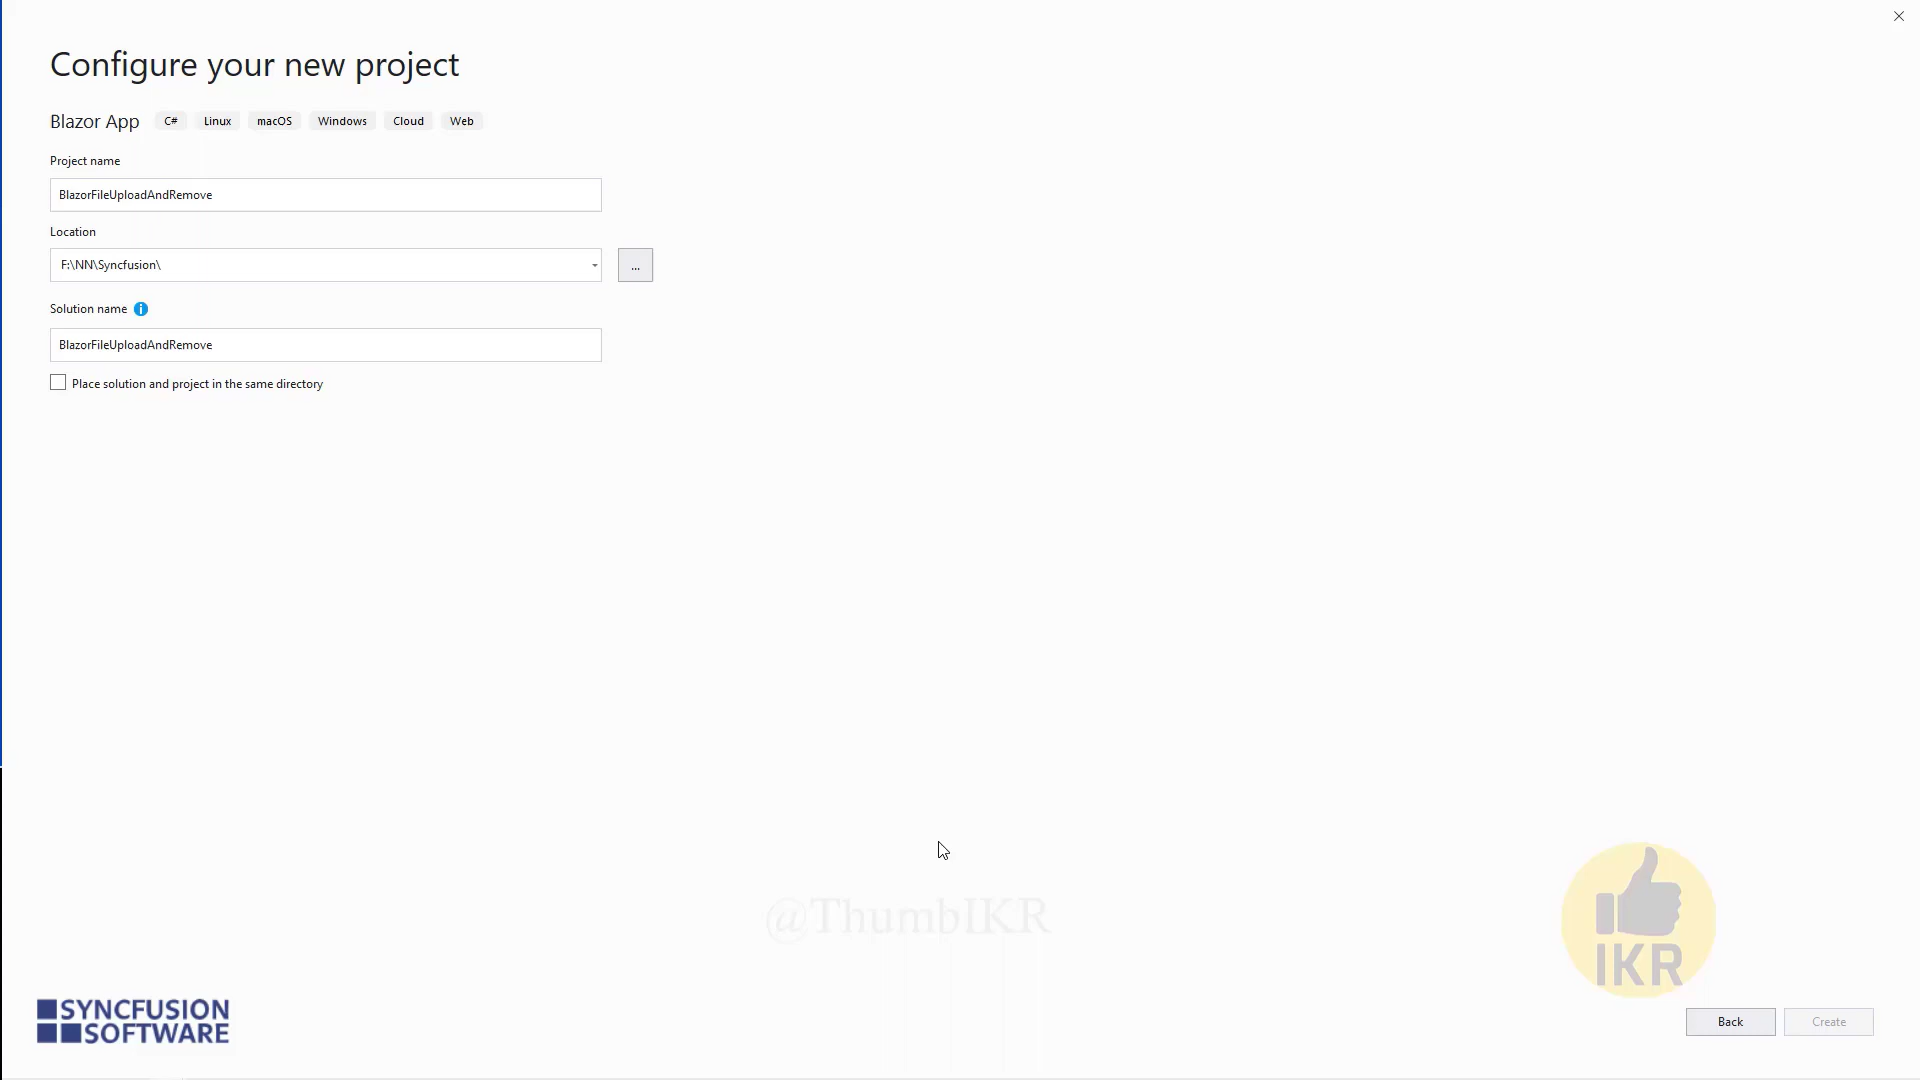 Configure your new project
Blazor App C# Linux macOS Windows Cloud Web
Project name
BlazorFileUploadAndRemove
Location
F:\NN\Syncfusion\
...
Solution name
BlazorFileUploadAndRemove
Place solution and project in the same directory
@ThumbIKR
IKR
SYNCFUSION
SOFTWARE
Back Create